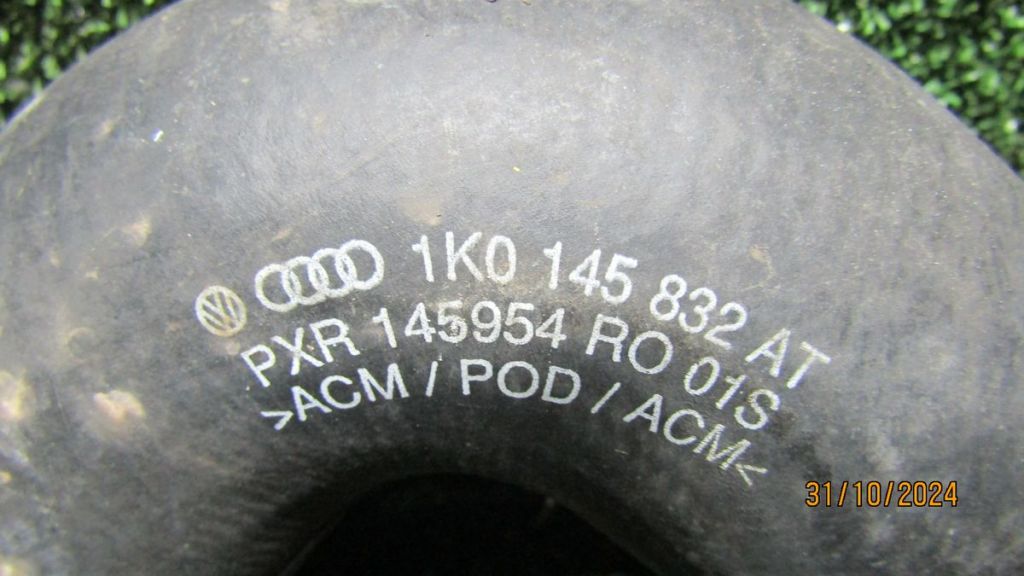 1K0 145 832 AT
PXR 145954 RO 01S
>ACM / POD / ACM<
31/10/2024